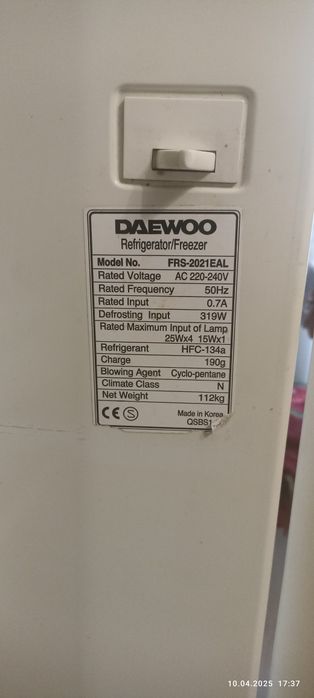 DAEWOO
Refrigerator/Freezer
Model No. FRS-2021EAL
Rated Voltage AC 220-240V
Rated Frequency 50Hz
Rated Input 0.7A
Defrosting Input 319W
Rated Maximum Input of Lamp
25Wx4 15Wx1
Refrigerant HFC-134a
Charge 190g
Blowing Agent Cyclo-pentane
Climate Class N
Net Weight 112kg
CE S Made in Korea
QSBS1
10.04.2025 17:37